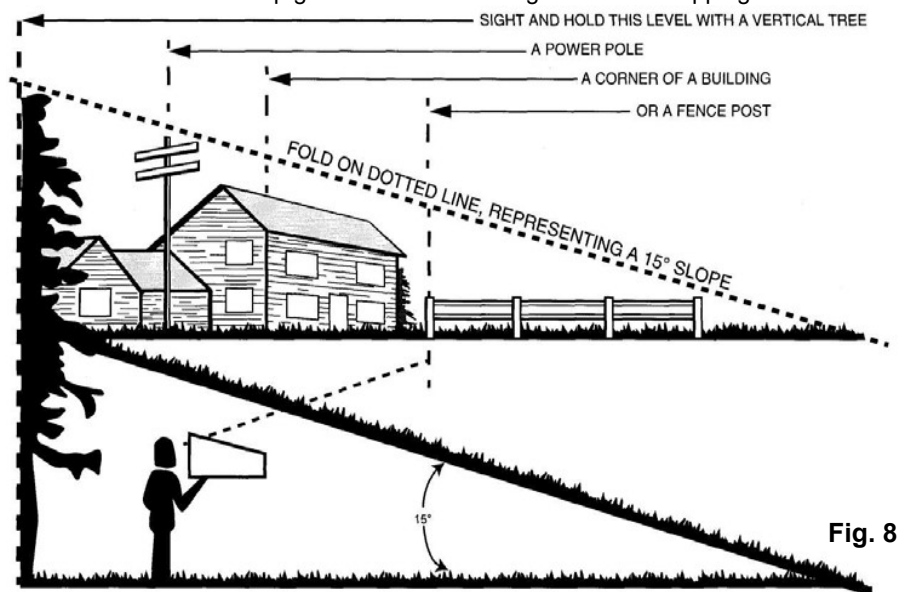 SIGHT AND HOLD THIS LEVEL WITH A VERTICAL TREE
A POWER POLE
A CORNER OF A BUILDING
OR A FENCE POST
FOLD ON DOTTED LINE, REPRESENTING A 15° SLOPE
15°
Fig. 8